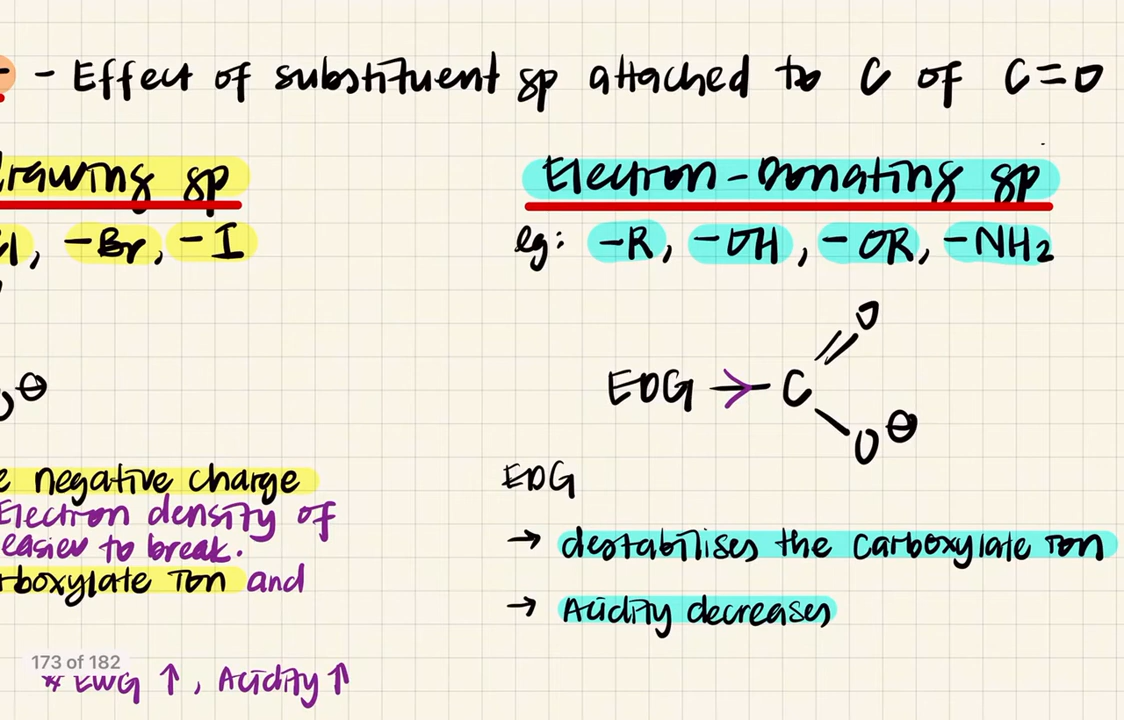 - Effect of substituent gp attached to C of C=O
drawing gp
Electron-Donating gp
Cl, -Br, -I
eg: -R, -OH, -OR, -NH2
O
EDG → C
O⊖
O⊖
negative charge
EDG
Electron density of
easier to break.
→ destabilises the carboxylate ion
rboxylate ion and
→ Acidity decreases
173 of 182
* EWG ↑, Acidity ↑